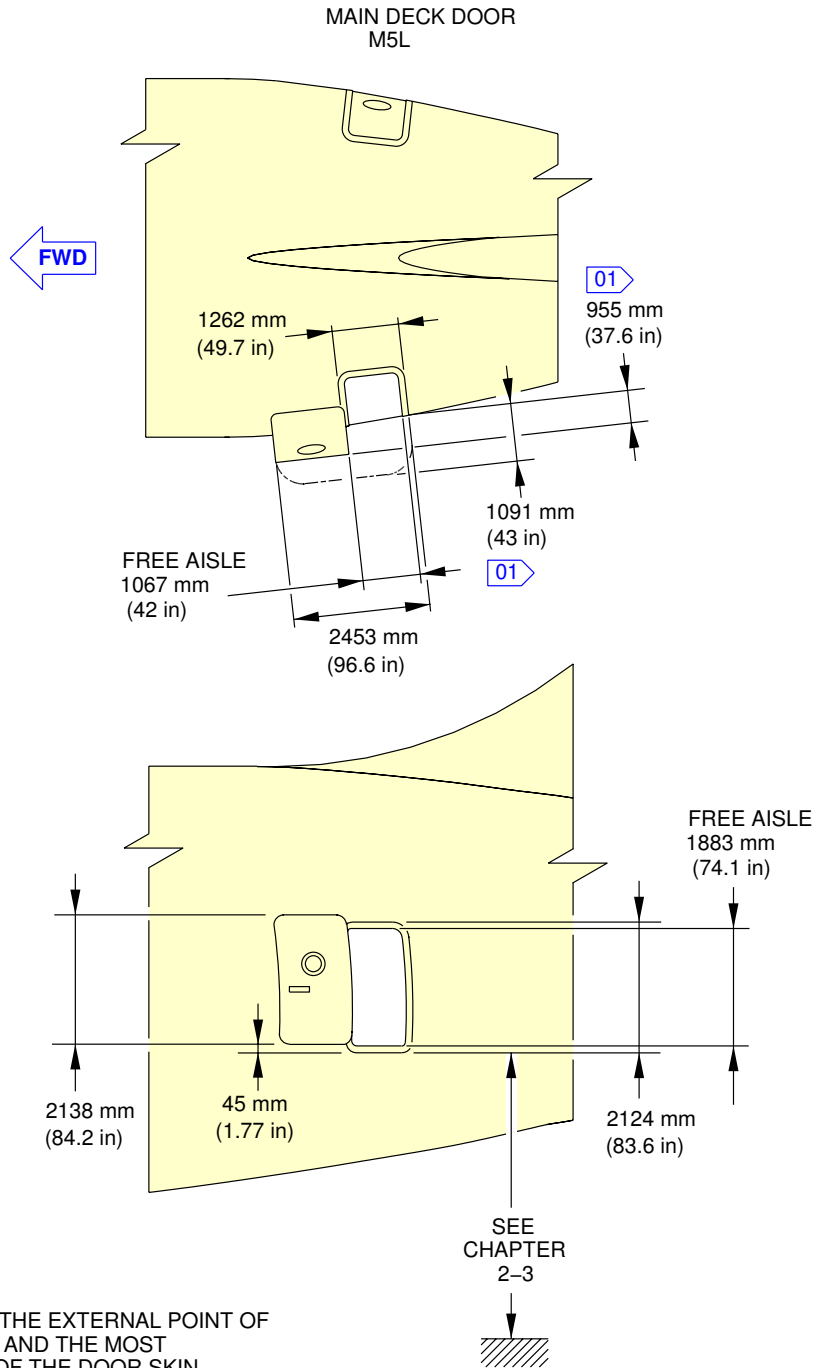 MAIN DECK DOOR
M5L
FWD
01
955 mm
(37.6 in)
1262 mm
(49.7 in)
1091 mm
(43 in)
01
FREE AISLE
1067 mm
(42 in)
2453 mm
(96.6 in)
FREE AISLE
1883 mm
(74.1 in)
2138 mm
(84.2 in)
45 mm
(1.77 in)
2124 mm
(83.6 in)
SEE
CHAPTER
2–3
THE EXTERNAL POINT OF
AND THE MOST
OF THE DOOR SKIN